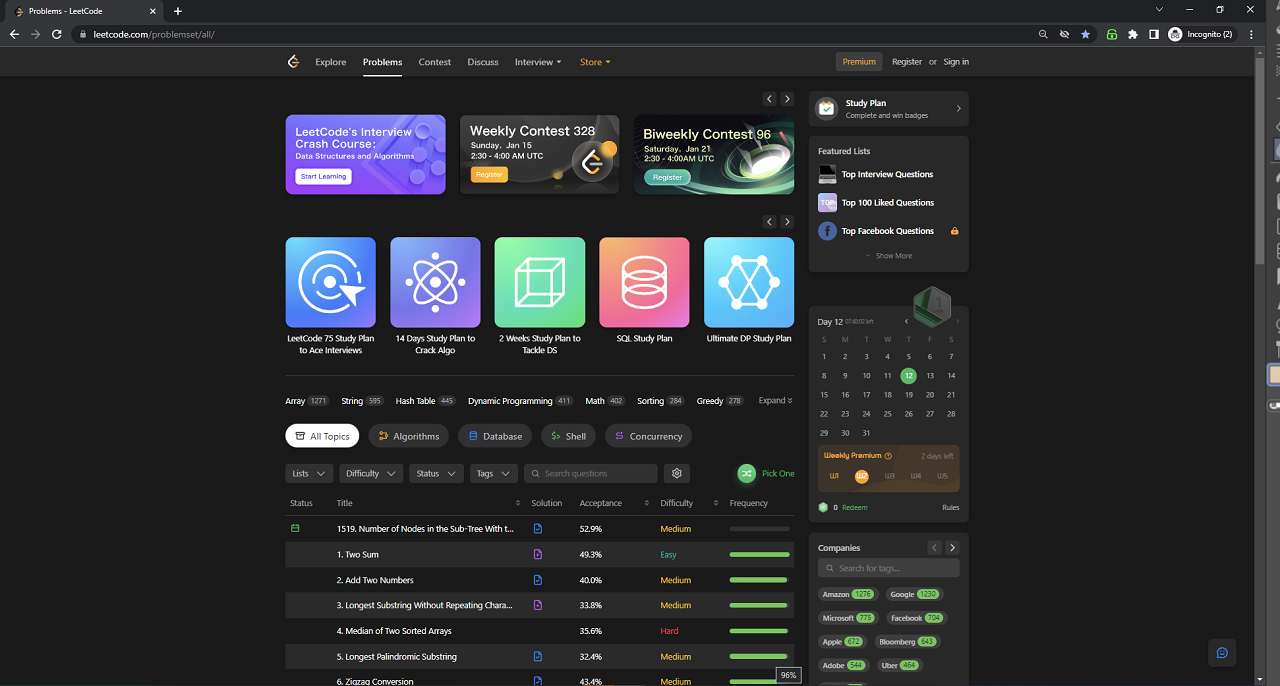 Problems - LeetCode
leetcode.com/problemset/all/
Incognito (2)
Explore Problems Contest Discuss Interview Store
Premium Register or Sign in
LeetCode's Interview
Crash Course:
Data Structures and Algorithms
Start Learning
Weekly Contest 328
Sunday, Jan 15
2:30 - 4:00 AM UTC
Register
Biweekly Contest 96
Saturday, Jan 21
2:30 - 4:00AM UTC
Register
LeetCode 75 Study Plan
to Ace Interviews
14 Days Study Plan to
Crack Algo
2 Weeks Study Plan to
Tackle DS
SQL Study Plan
Ultimate DP Study Plan
Array 1271 String 595 Hash Table 445 Dynamic Programming 411 Math 402 Sorting 284 Greedy 278 Expand
All Topics Algorithms Database Shell Concurrency
Lists Difficulty Status Tags Search questions Pick One
Status Title Solution Acceptance Difficulty Frequency
1519. Number of Nodes in the Sub-Tree With t... 52.9% Medium
1. Two Sum 49.3% Easy
2. Add Two Numbers 40.0% Medium
3. Longest Substring Without Repeating Chara... 33.8% Medium
4. Median of Two Sorted Arrays 35.6% Hard
5. Longest Palindromic Substring 32.4% Medium
6. Zigzag Conversion 43.4% Medium
96%
Study Plan
Complete and win badges
Featured Lists
Top Interview Questions
Top 100 Liked Questions
Top Facebook Questions
Show More
Day 12 07:48:02 left
S M T W T F S
1 2 3 4 5 6 7
8 9 10 11 12 13 14
15 16 17 18 19 20 21
22 23 24 25 26 27 28
29 30 31
Weekly Premium 2 days left
W1 W2 W3 W4 W5
0 Redeem Rules
Companies
Search for tags...
Amazon 1276 Google 1230
Microsoft 775 Facebook 704
Apple 672 Bloomberg 643
Adobe 544 Uber 464